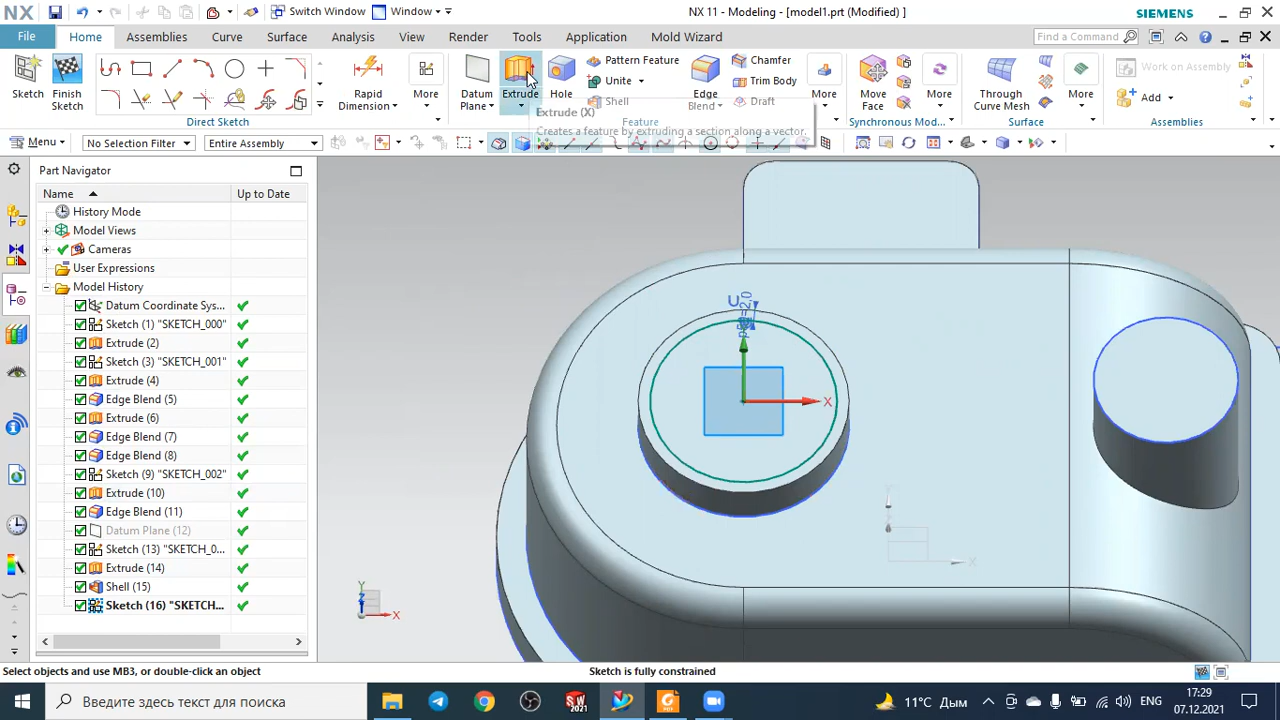 NX Switch Window Window NX 11 - Modeling - [model1.prt (Modified) ] SIEMENS
File Home Assemblies Curve Surface Analysis View Render Tools Application Mold Wizard Find a Command
Sketch Finish Sketch Rapid Dimension More Datum Plane Extrude Hole Pattern Feature Unite Shell Edge Blend Chamfer Trim Body Draft More Move Face More Through Curve Mesh More Work on Assembly Add
Direct Sketch Feature Synchronous Mod... Surface Assemblies
Extrude (X)
Creates a feature by extruding a section along a vector.
Menu No Selection Filter Entire Assembly
Part Navigator
Name Up to Date
History Mode
Model Views
Cameras
User Expressions
Model History
Datum Coordinate Sys...
Sketch (1) "SKETCH_000"
Extrude (2)
Sketch (3) "SKETCH_001"
Extrude (4)
Edge Blend (5)
Extrude (6)
Edge Blend (7)
Edge Blend (8)
Sketch (9) "SKETCH_002"
Extrude (10)
Edge Blend (11)
Datum Plane (12)
Sketch (13) "SKETCH_0...
Extrude (14)
Shell (15)
Sketch (16) "SKETCH...
X
Y
Z
X
X
Select objects and use MB3, or double-click an object Sketch is fully constrained
Введите здесь текст для поиска 11°C Дым ENG 17:29
07.12.2021